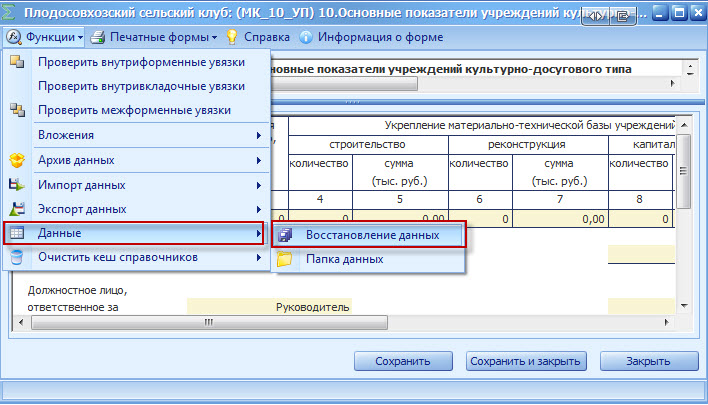 Плодосовхозский сельский клуб: (МК_10_УП) 10.Основные показатели учреждений культурно-
Функции Печатные формы Справка Информация о форме
Проверить внутриформенные увязки
новные показатели учреждений культурно-досугового типа
Проверить внутривкладочные увязки
Проверить межформенные увязки
Вложения
Укрепление материально-технической базы учреждений
строительство реконструкция капитал
Архив данных
количество сумма количество сумма количество
(тыс. руб.) (тыс. руб.)
Импорт данных
4 5 6 7 8
Экспорт данных
0 0 0,00 0 0,00 0
Данные
Восстановление данных
Очистить кеш справочников
Папка данных
Должностное лицо,
ответственное за Руководитель
Сохранить Сохранить и закрыть Закрыть